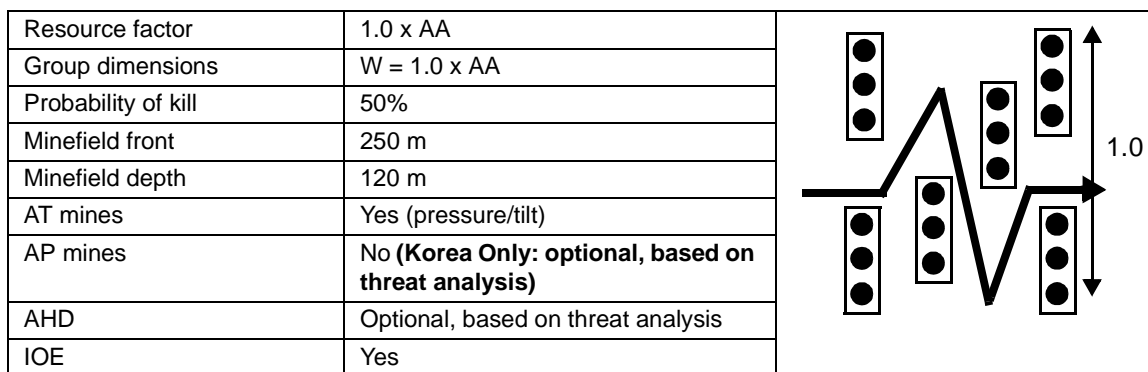 Resource factor 1.0 x AA
Group dimensions W = 1.0 x AA
Probability of kill 50%
Minefield front 250 m
Minefield depth 120 m
AT mines Yes (pressure/tilt)
AP mines No (Korea Only: optional, based on
threat analysis)
AHD Optional, based on threat analysis
IOE Yes
1.0